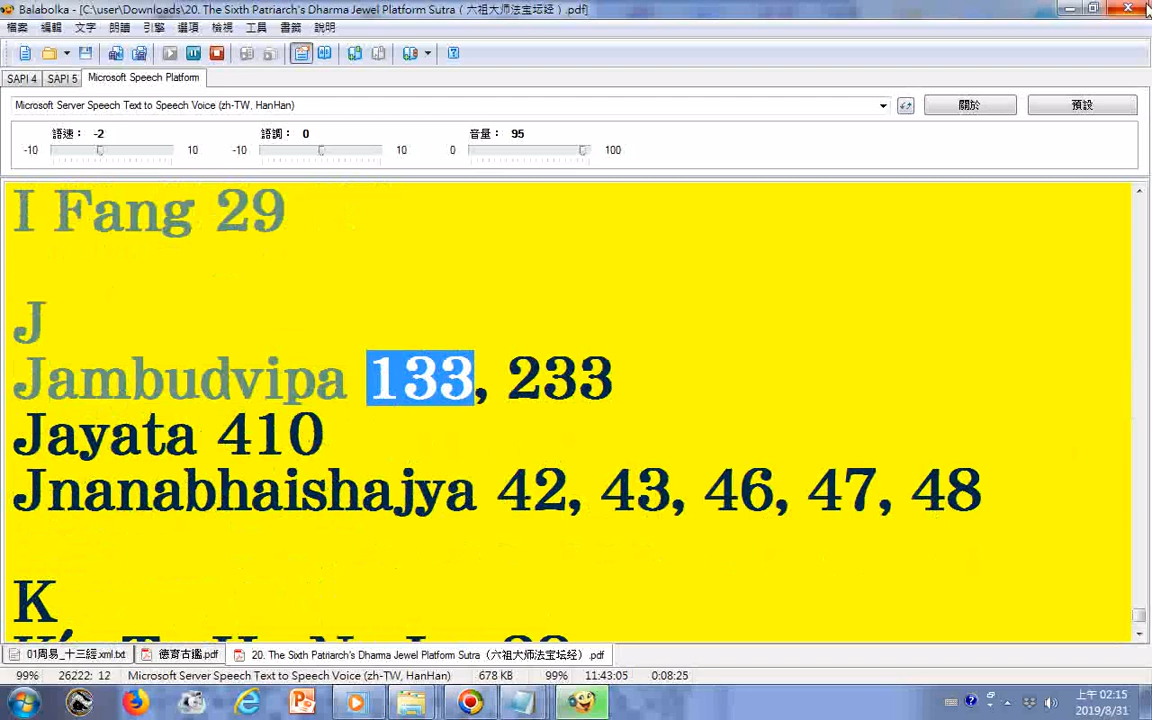 Balabolka - [C:\user\Downloads\20. The Sixth Patriarch's Dharma Jewel Platform Sutra（六祖大师法宝坛经）.pdf]
檔案 編輯 文字 朗讀 引擎 選項 檢視 工具 書籤 說明
SAPI 4 SAPI 5 Microsoft Speech Platform
Microsoft Server Speech Text to Speech Voice (zh-TW, HanHan) 關於 預設
語速： -2 語調： 0 音量： 95
-10 10 -10 10 0 100
I Fang 29
J
Jambudvipa 133, 233
Jayata 410
Jnanabhaishajya 42, 43, 46, 47, 48
K
01周易_十三經.xml.txt 德育古鑑.pdf 20. The Sixth Patriarch's Dharma Jewel Platform Sutra（六祖大师法宝坛经）.pdf
99% 26222: 12 Microsoft Server Speech Text to Speech Voice (zh-TW, HanHan) 678 KB 99% 11:43:05 0:08:25
上午 02:15
2019/8/31